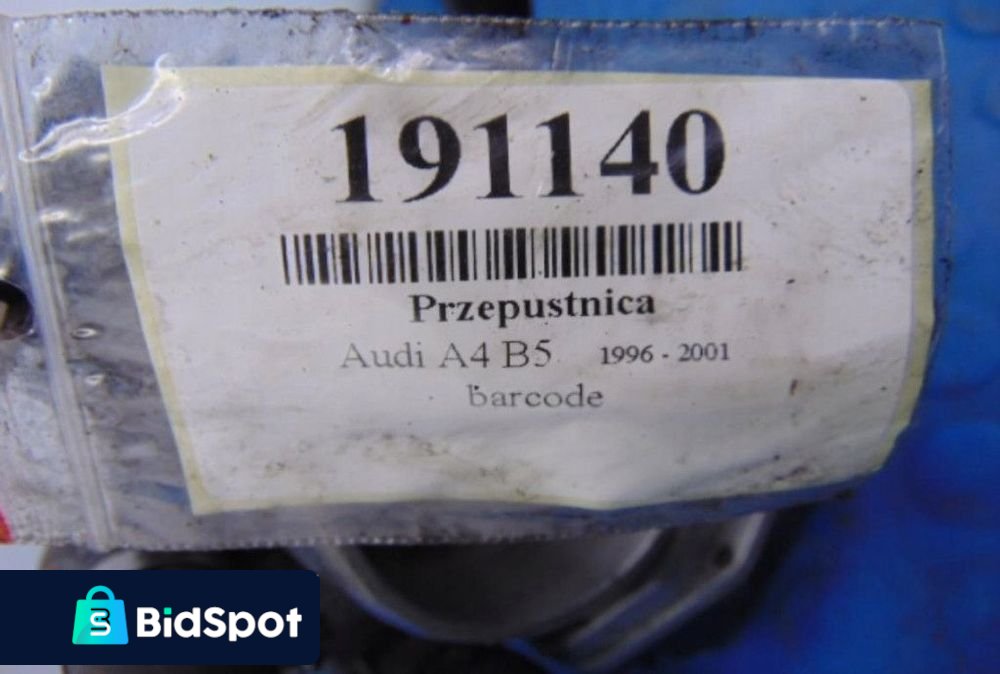 191140
Przepustnica
Audi A4 B5 1996 - 2001
barcode
BidSpot